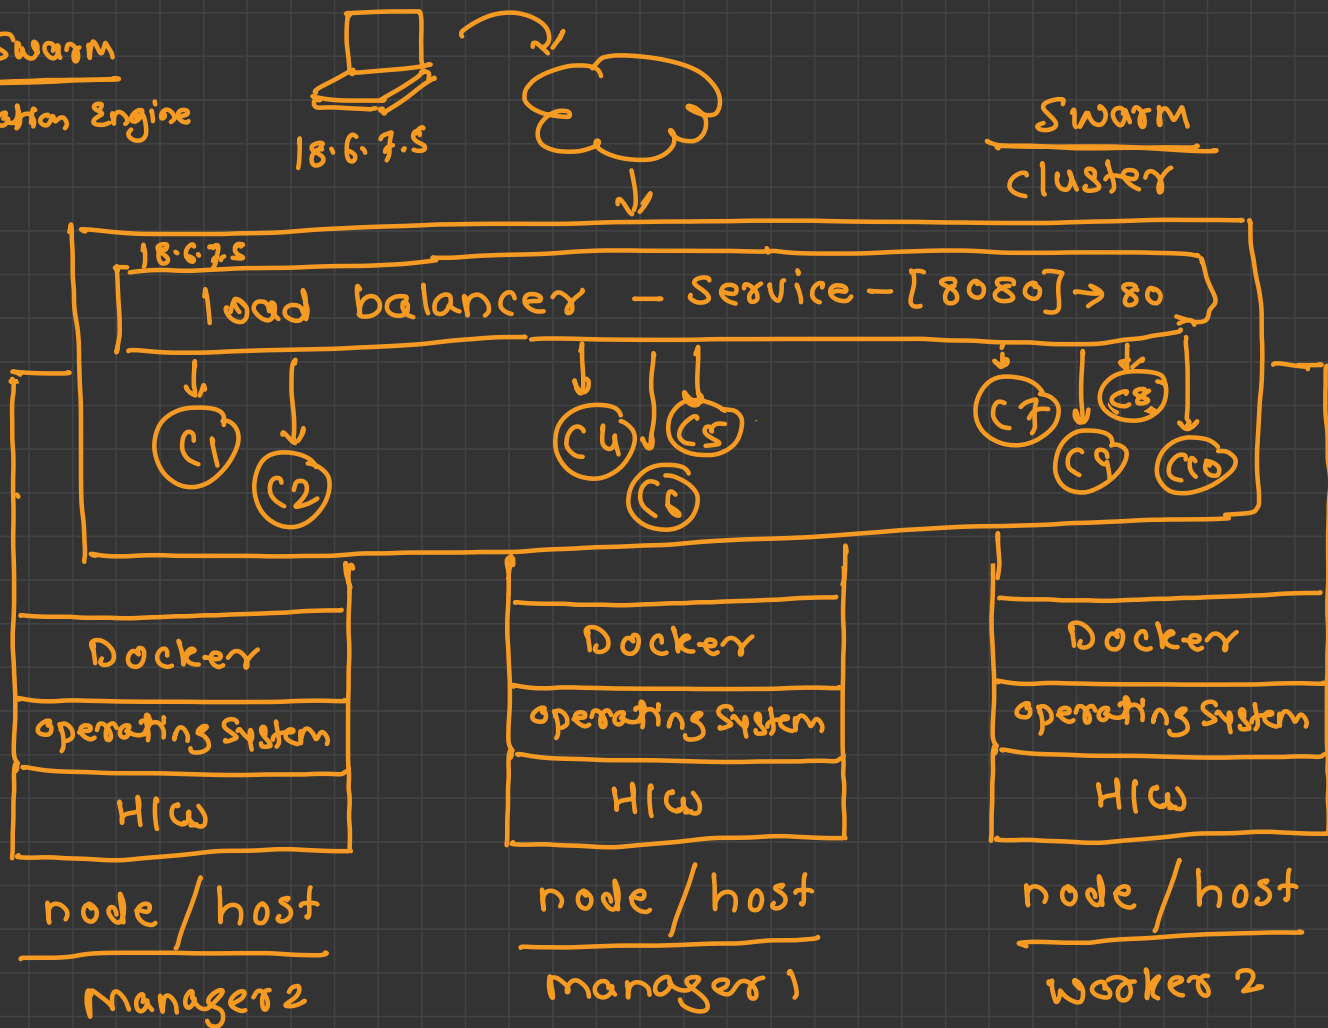 Swarm
ation Engine
18.6.7.5
Swarm
cluster
18.6.7.5
load balancer - Service - [8080] → 80
C1
C2
C4
C6
C5
C7
C9
C8
C10
Docker
Operating System
H/W
node / host
manager 2
Docker
Operating System
H/W
node / host
manager 1
Docker
Operating System
H/W
node / host
worker 2